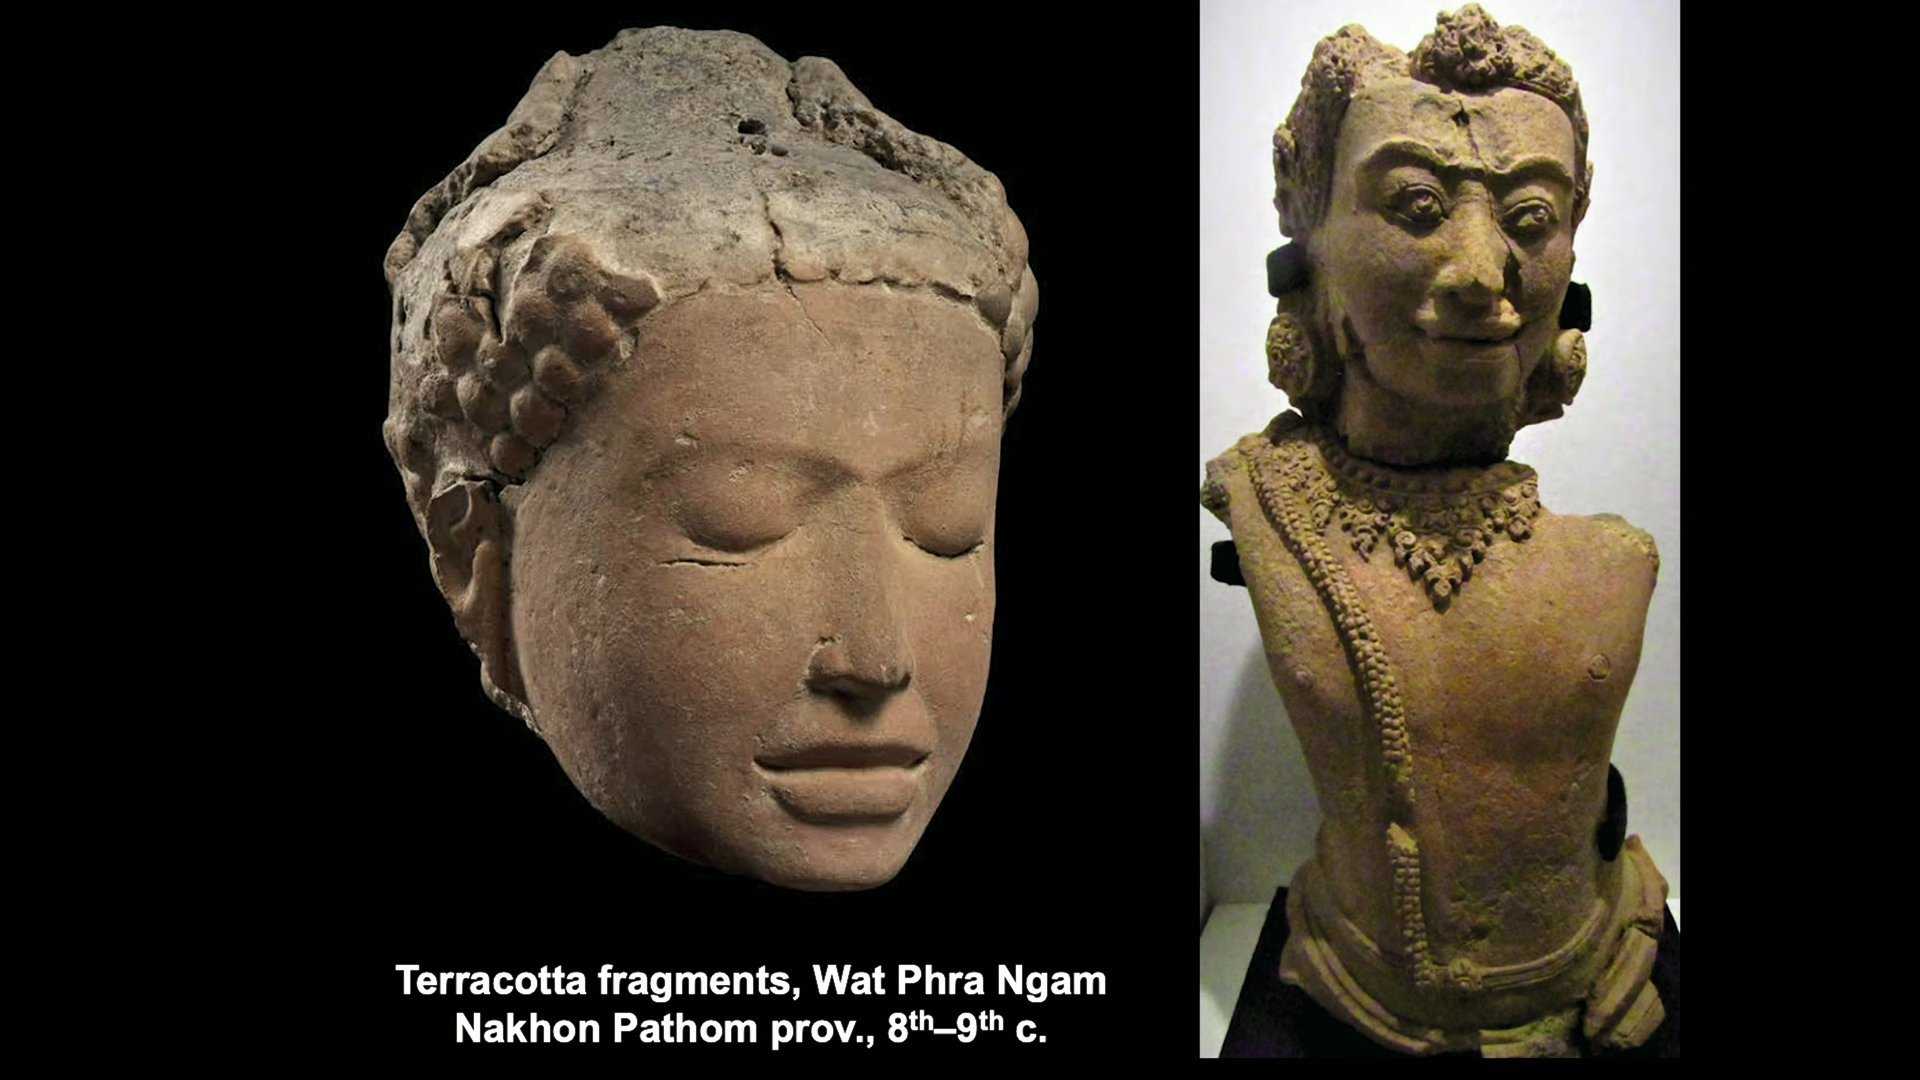 Terracotta fragments, Wat Phra Ngam
Nakhon Pathom prov., 8th–9th c.